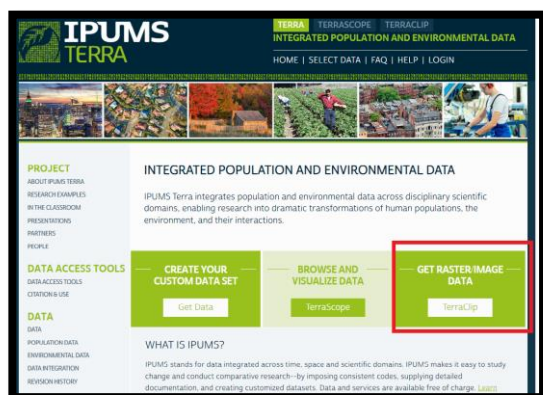 IPUMS
TERRA
TERRA TERRASCOPE TERRACLIP
INTEGRATED POPULATION AND ENVIRONMENTAL DATA
HOME | SELECT DATA | FAQ | HELP | LOGIN
PROJECT
ABOUT IPUMS TERRA
RESEARCH EXAMPLES
IN THE CLASSROOM
PRESENTATIONS
PARTNERS
PEOPLE
DATA ACCESS TOOLS
DATA ACCESS TOOLS
CITATION & USE
DATA
DATA
POPULATION DATA
ENVIRONMENTAL DATA
DATA INTEGRATION
REVISION HISTORY
INTEGRATED POPULATION AND ENVIRONMENTAL DATA
IPUMS Terra integrates population and environmental data across disciplinary scientific
domains, enabling research into dramatic transformations of human populations, the
environment, and their interactions.
CREATE YOUR
CUSTOM DATA SET
Get Data
BROWSE AND
VISUALIZE DATA
TerraScope
GET RASTER/IMAGE
DATA
TerraClip
WHAT IS IPUMS?
IPUMS stands for data integrated across time, space and scientific domains. IPUMS makes it easy to study
change and conduct comparative research--by imposing consistent codes, supplying detailed
documentation, and creating customized datasets. Data and services are available free of charge. Learn